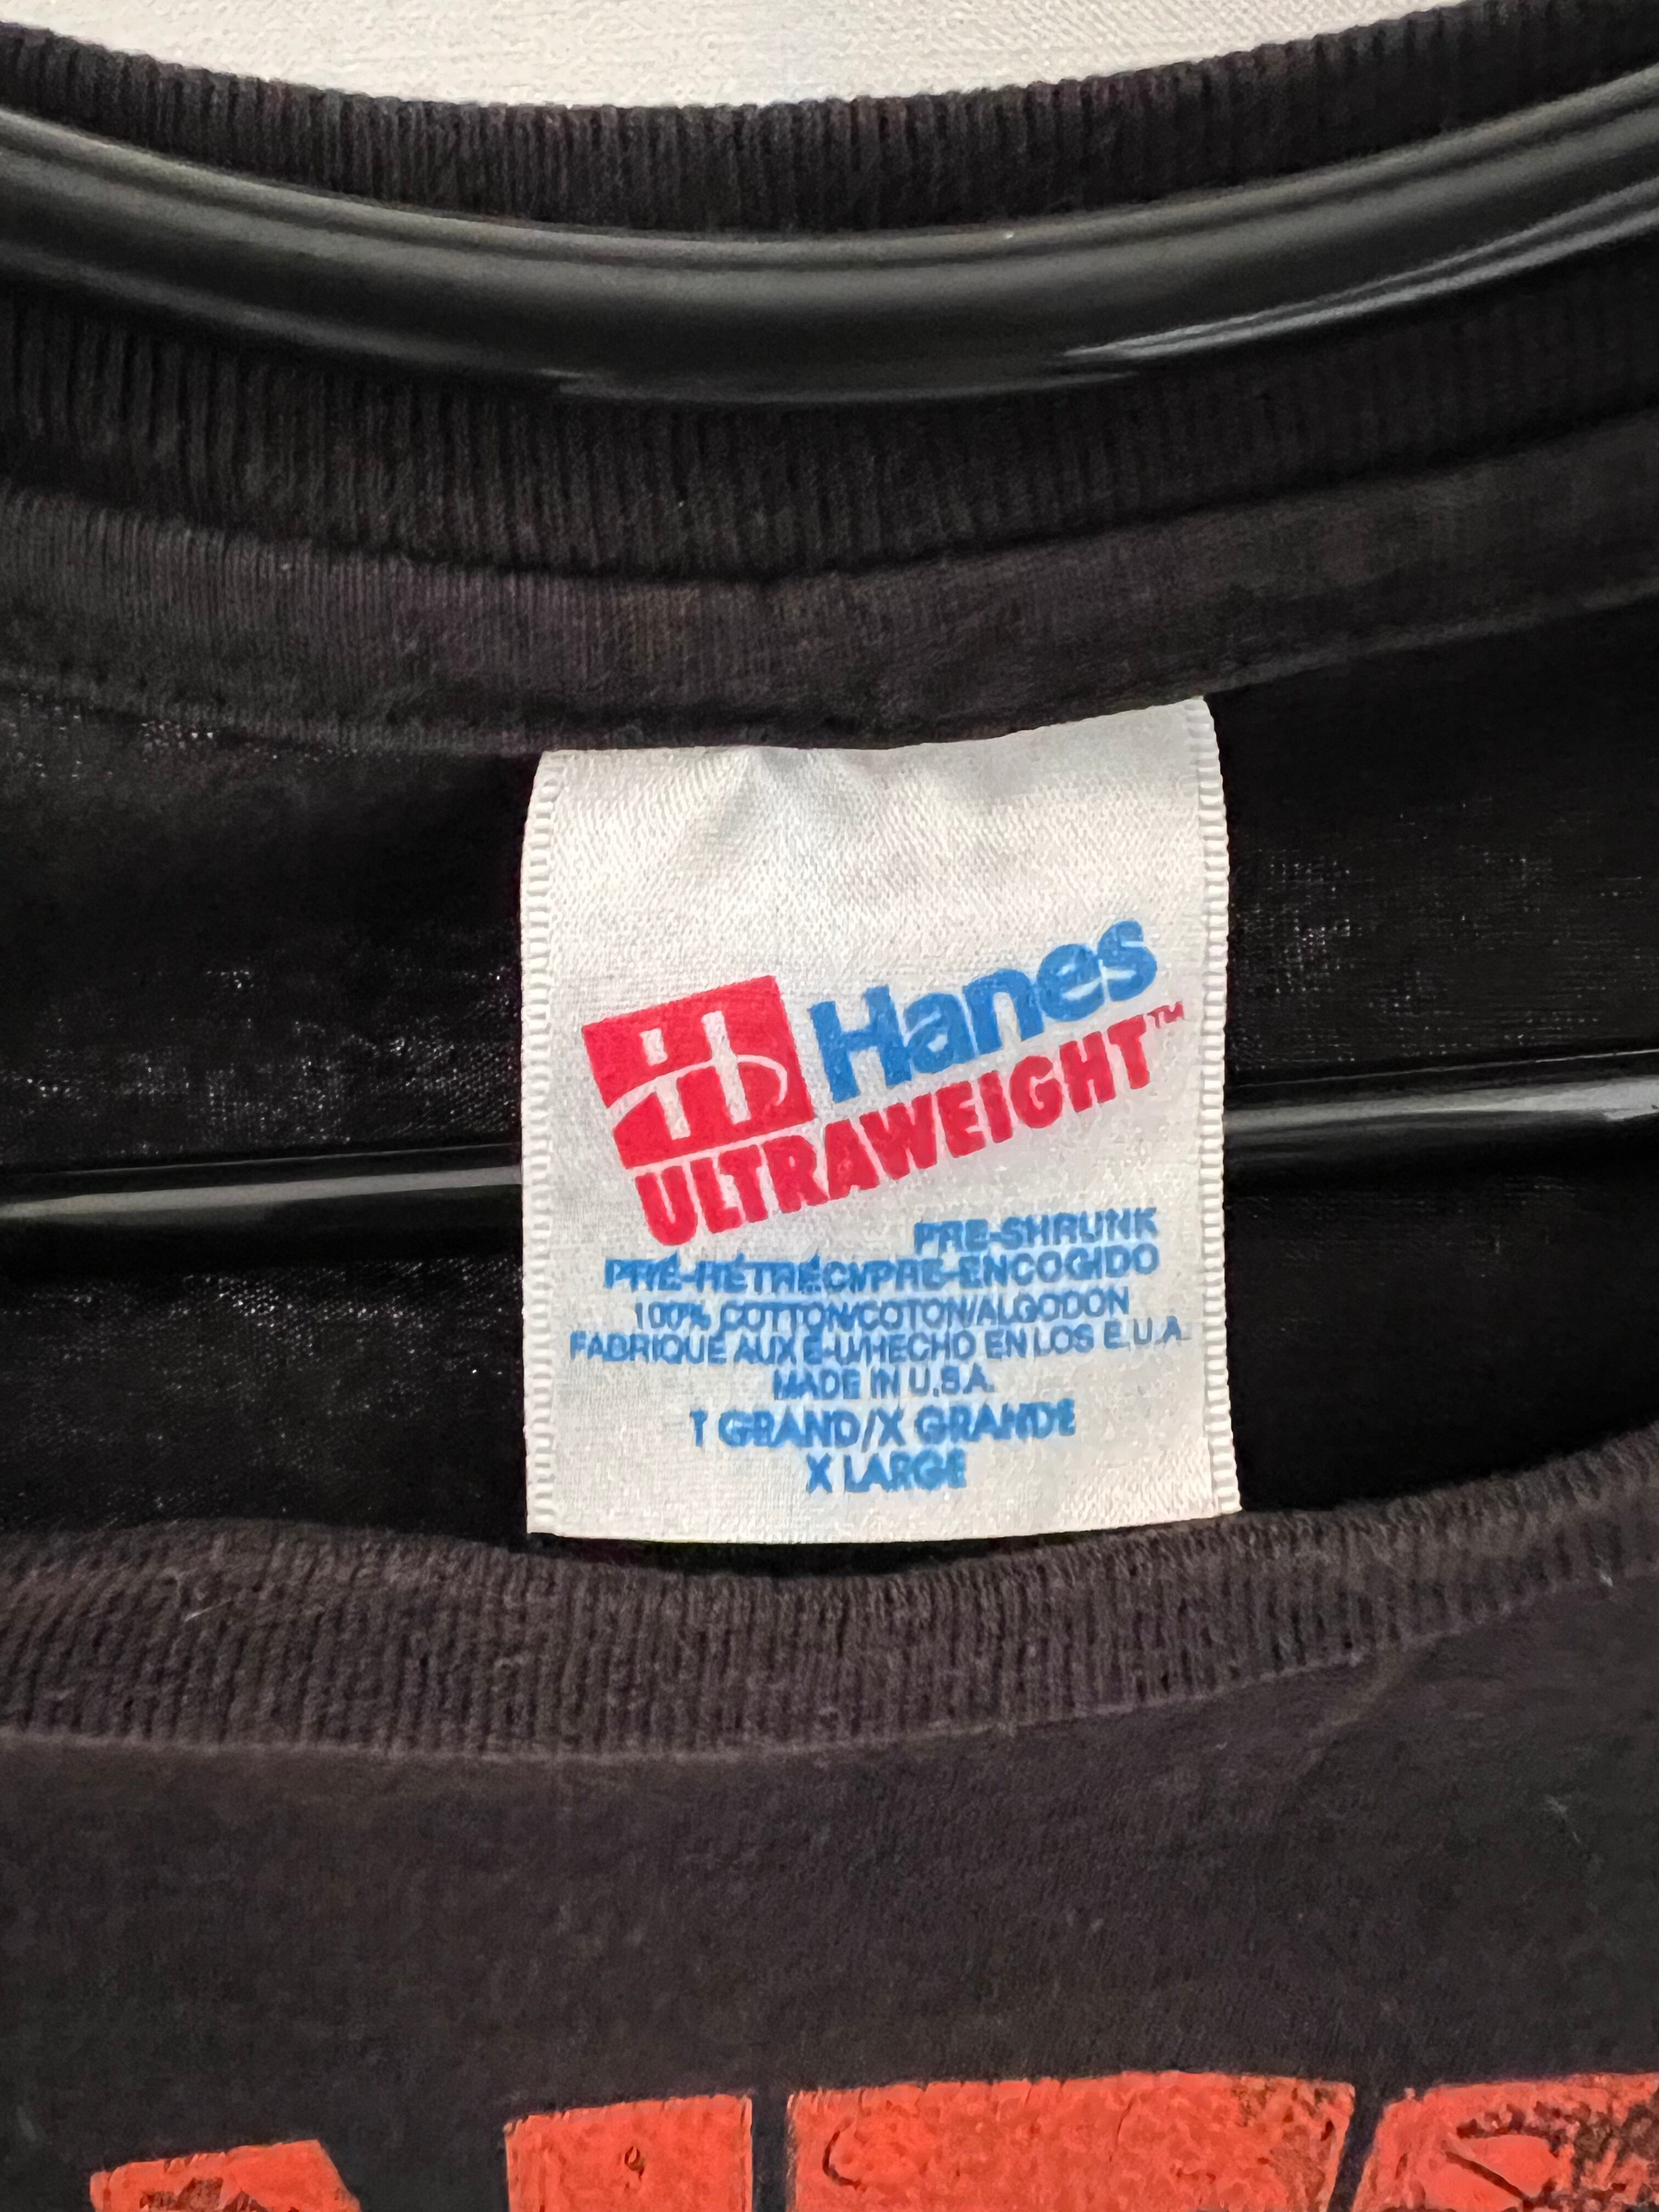 Hanes
ULTRAWEIGHT™
PRE-SHRUNK
PRÉ-RÉTRÉCI/PRE-ENCOGIDO
100% COTTON/COTON/ALGODON
FABRIQUÉ AUX É-U/HECHO EN LOS E.U.A.
MADE IN U.S.A.
T GRAND/X GRANDE
X LARGE